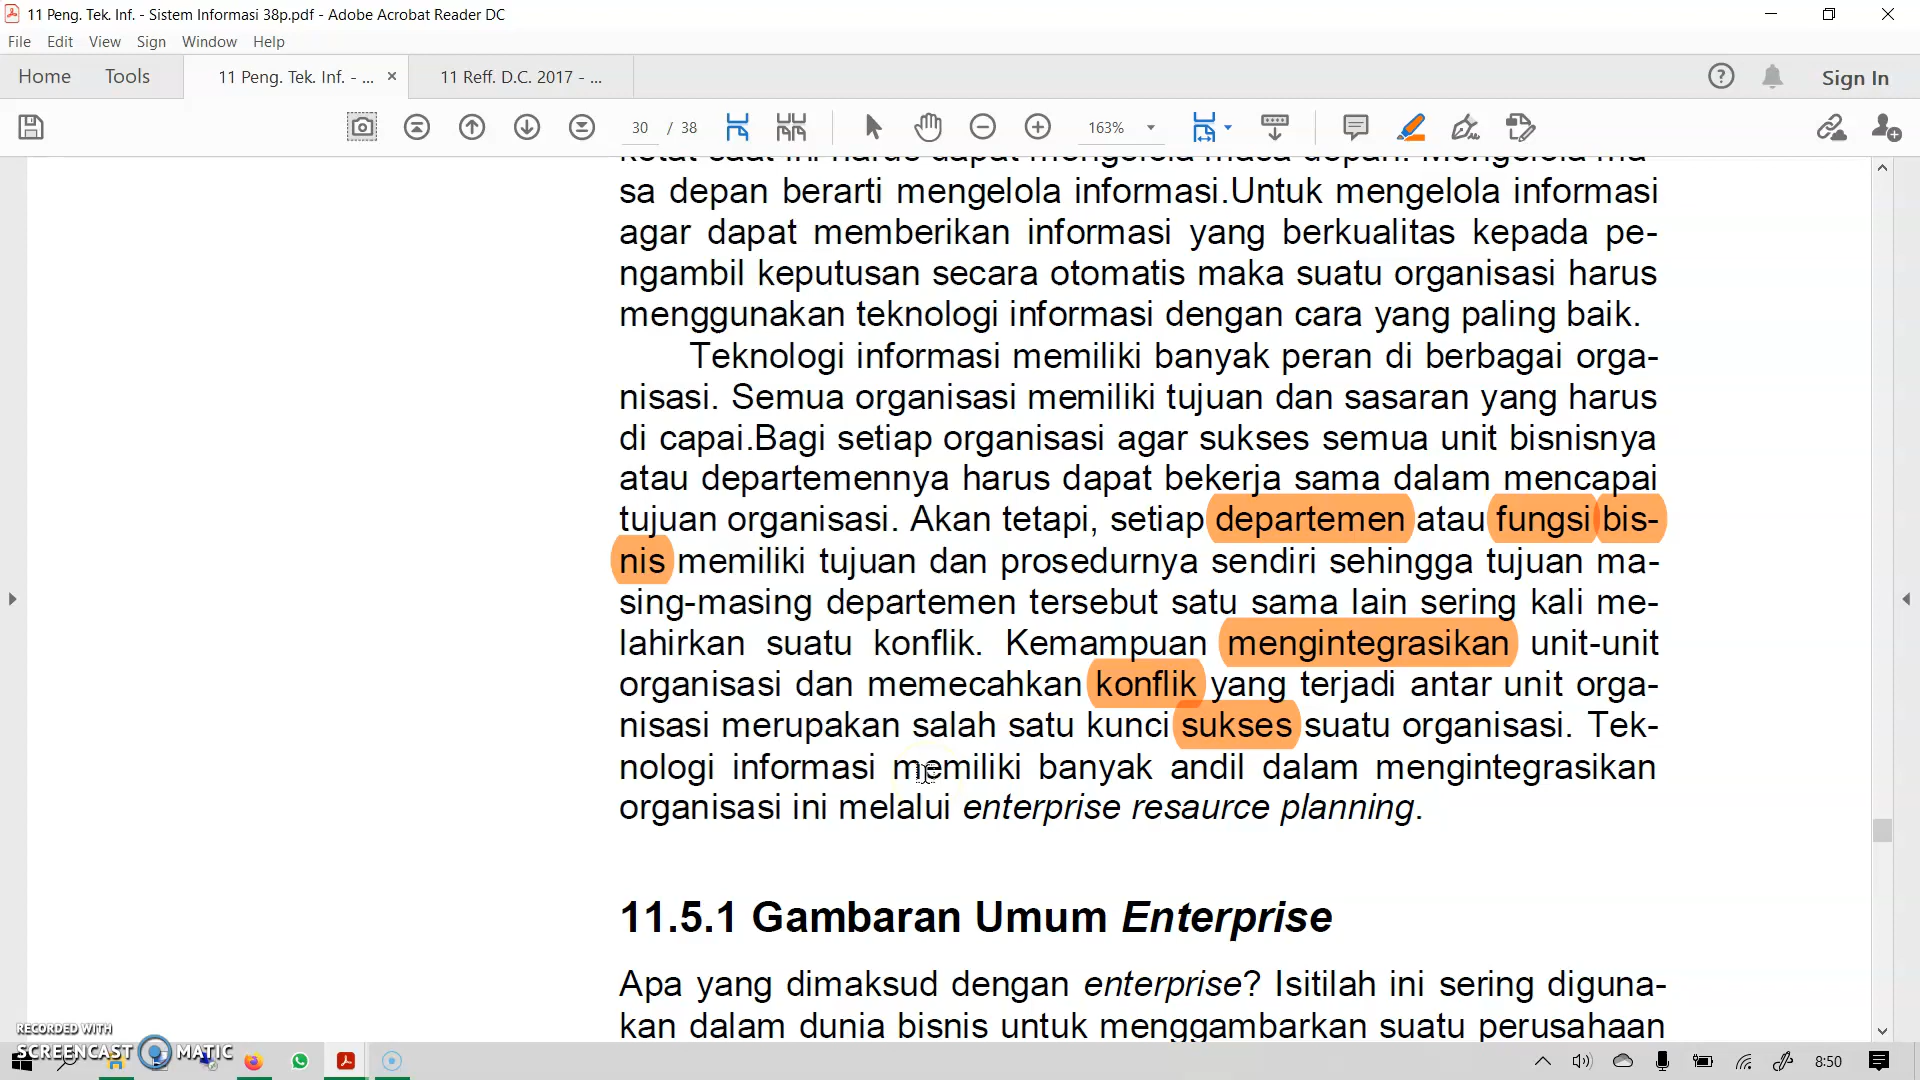 11 Peng. Tek. Inf. - Sistem Informasi 38p.pdf - Adobe Acrobat Reader DC
File Edit View Sign Window Help
Home Tools 11 Peng. Tek. Inf. - ... × 11 Reff. D.C. 2017 - ... Sign In
30 / 38 163%
sa depan berarti mengelola informasi.Untuk mengelola informasi
agar dapat memberikan informasi yang berkualitas kepada pe-
ngambil keputusan secara otomatis maka suatu organisasi harus
menggunakan teknologi informasi dengan cara yang paling baik.
Teknologi informasi memiliki banyak peran di berbagai orga-
nisasi. Semua organisasi memiliki tujuan dan sasaran yang harus
di capai.Bagi setiap organisasi agar sukses semua unit bisnisnya
atau departemennya harus dapat bekerja sama dalam mencapai
tujuan organisasi. Akan tetapi, setiap departemen atau fungsi bis-
nis memiliki tujuan dan prosedurnya sendiri sehingga tujuan ma-
sing-masing departemen tersebut satu sama lain sering kali me-
lahirkan suatu konflik. Kemampuan mengintegrasikan unit-unit
organisasi dan memecahkan konflik yang terjadi antar unit orga-
nisasi merupakan salah satu kunci sukses suatu organisasi. Tek-
nologi informasi memiliki banyak andil dalam mengintegrasikan
organisasi ini melalui enterprise resaurce planning.
11.5.1 Gambaran Umum Enterprise
Apa yang dimaksud dengan enterprise? Isitilah ini sering diguna-
kan dalam dunia bisnis untuk menggambarkan suatu perusahaan
RECORDED WITH
SCREENCAST MATIC
8:50